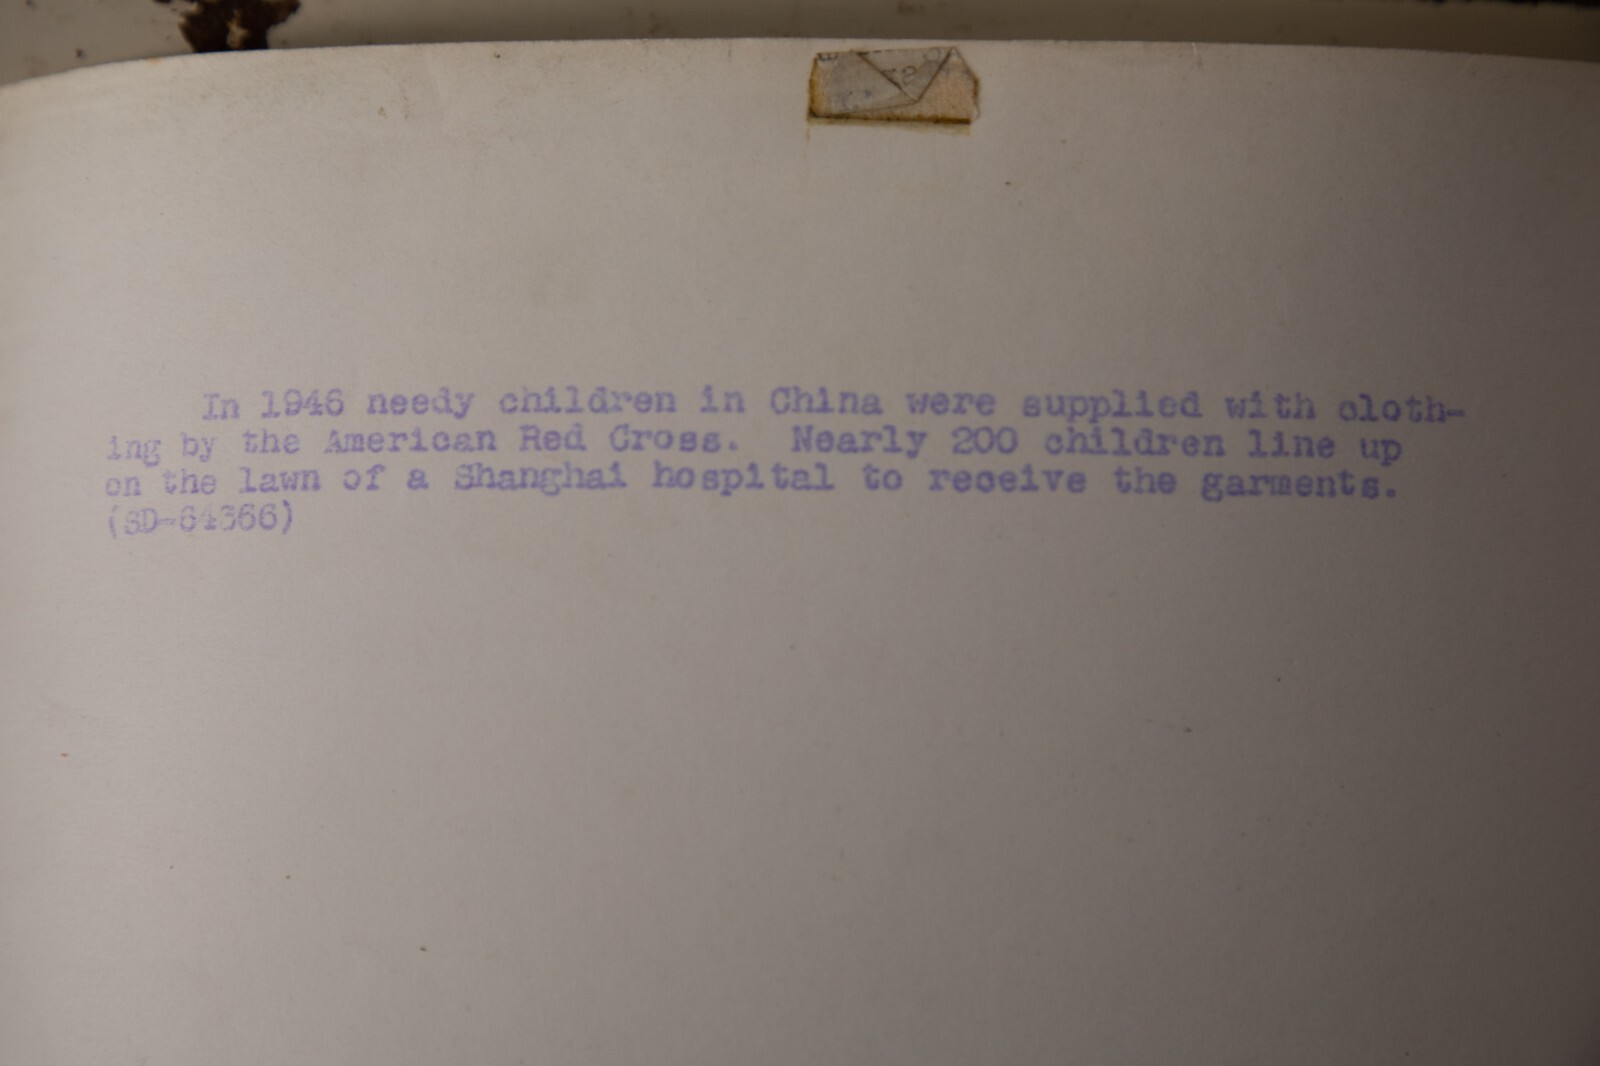 In 1946 needy children in China were supplied with cloth-
ing by the American Red Cross. Nearly 200 children line up
on the lawn of a Shanghai hospital to receive the garments.
(SD-64366)